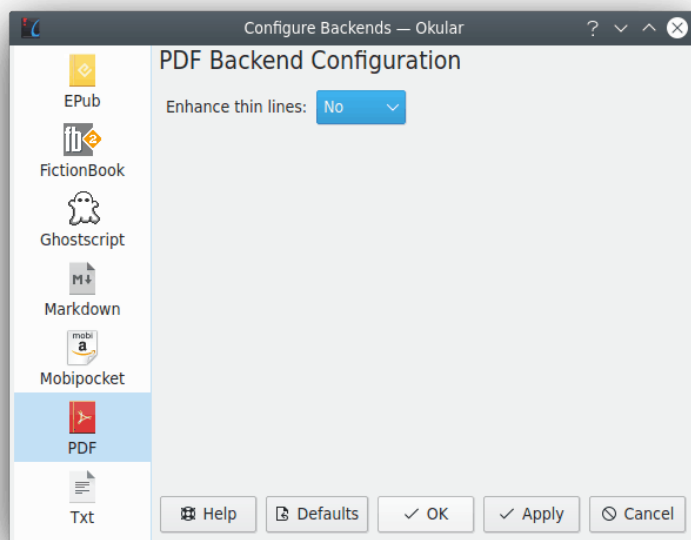 Configure Backends — Okular
PDF Backend Configuration
Enhance thin lines: No
EPub
fb2
FictionBook
Ghostscript
M
Markdown
mobi
a
Mobipocket
PDF
Txt
Help
Defaults
OK
Apply
Cancel